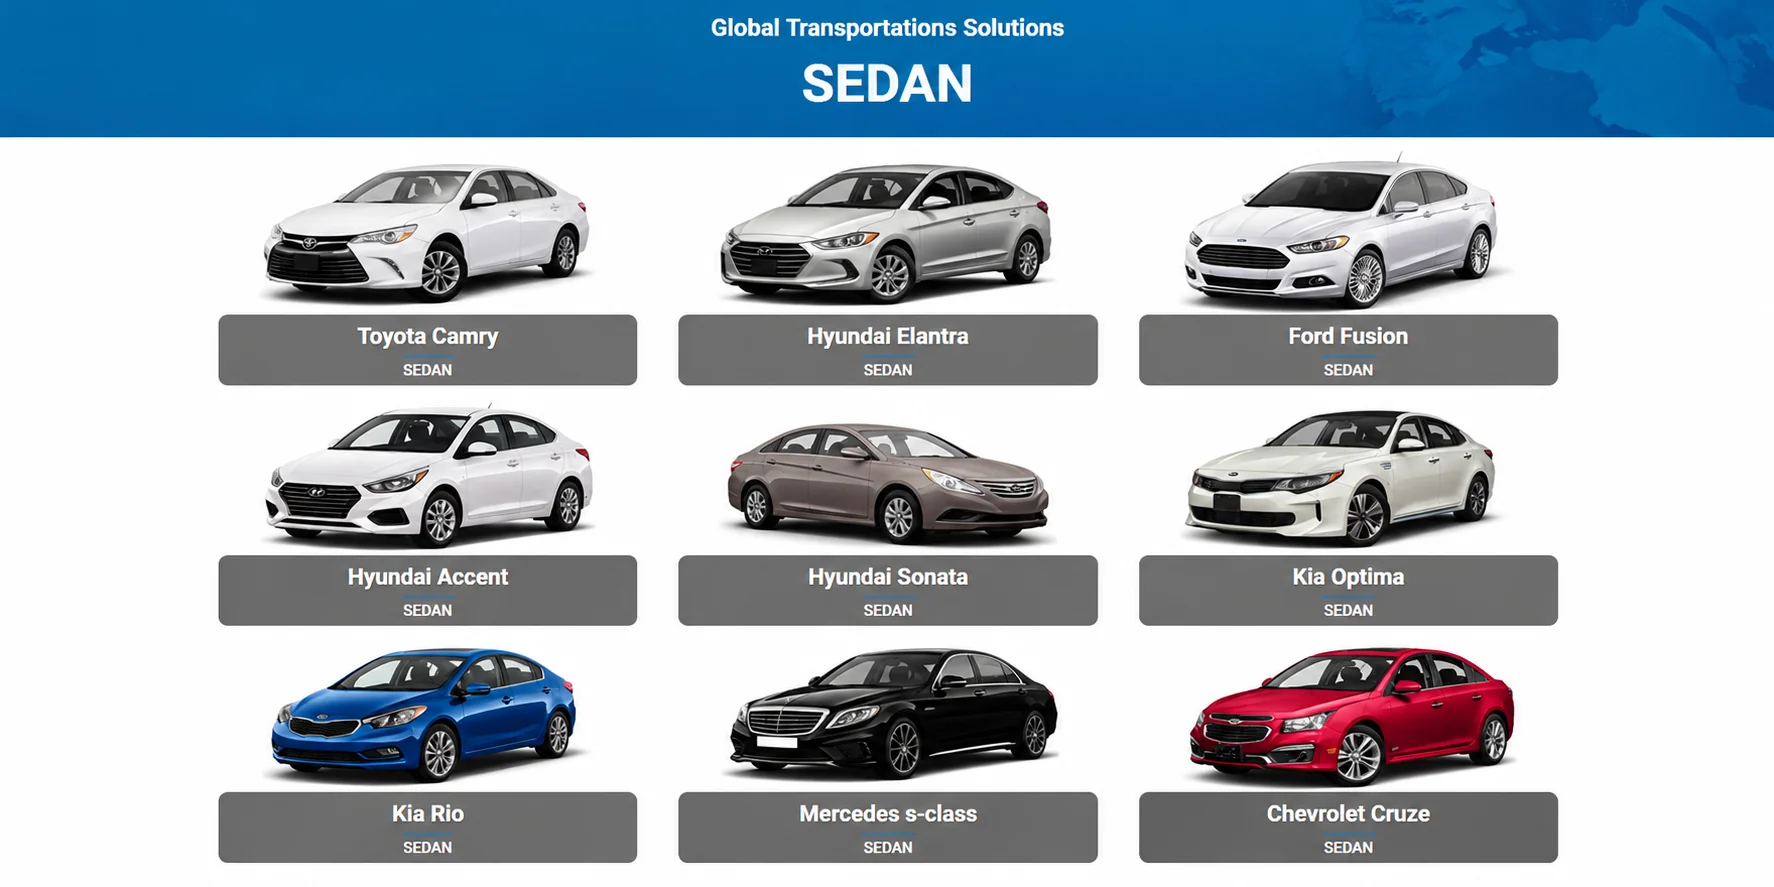 Global Transportations Solutions
SEDAN
Toyota Camry
SEDAN
Hyundai Elantra
SEDAN
Ford Fusion
SEDAN
Hyundai Accent
SEDAN
Hyundai Sonata
SEDAN
Kia Optima
SEDAN
Kia Rio
SEDAN
Mercedes s-class
SEDAN
Chevrolet Cruze
SEDAN